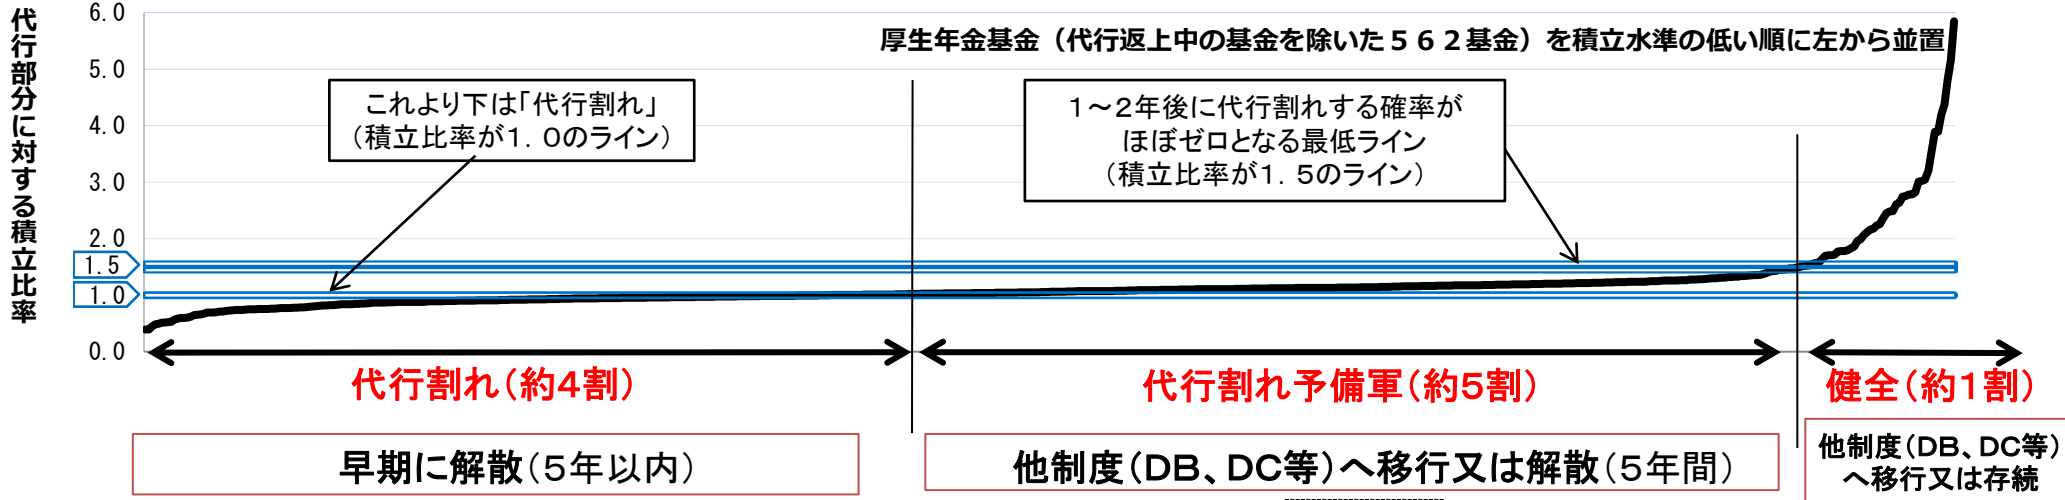 代行部分に対する積立比率
6.0
5.0
4.0
3.0
2.0
1.5
1.0
0.0
厚生年金基金（代行返上中の基金を除いた５６２基金）を積立水準の低い順に左から並置
これより下は「代行割れ」
（積立比率が１．０のライン）
１～２年後に代行割れする確率が
ほぼゼロとなる最低ライン
（積立比率が１．５のライン）
代行割れ（約４割）
代行割れ予備軍（約５割）
健全（約１割）
早期に解散（５年以内）
他制度（ＤＢ、ＤＣ等）へ移行又は解散（５年間）
他制度（ＤＢ、ＤＣ等）
へ移行又は存続